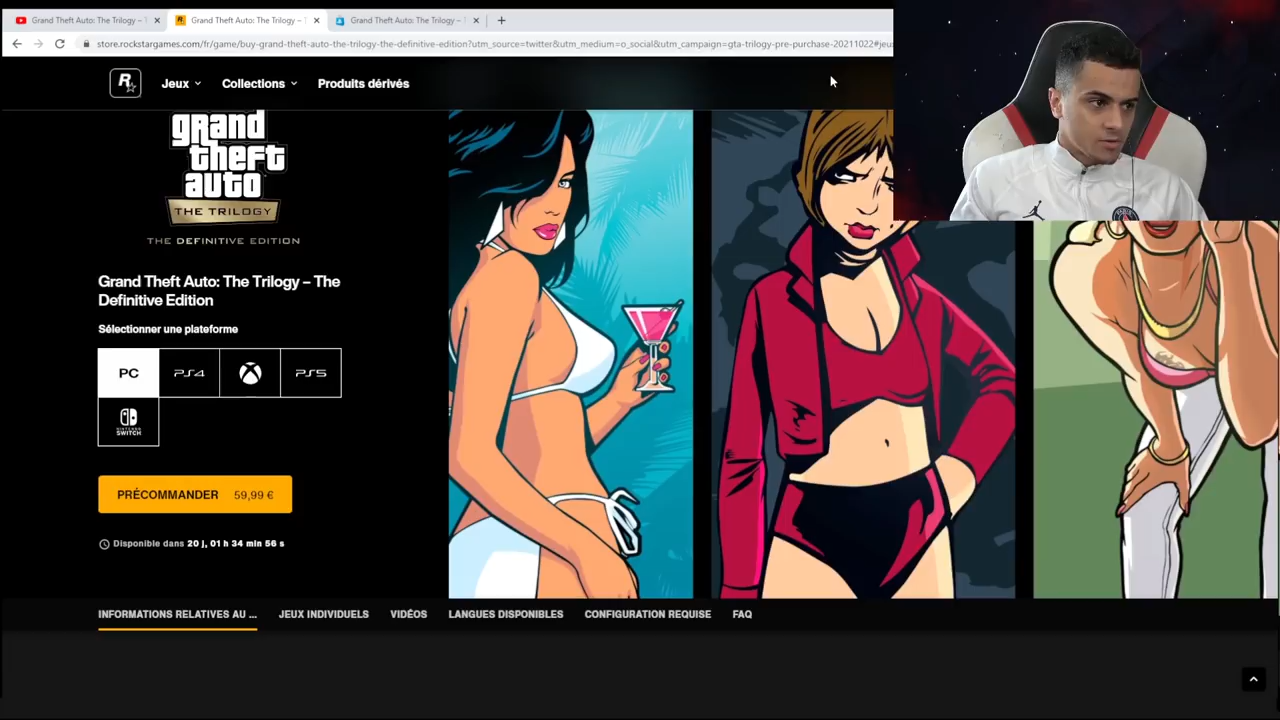 Grand Theft Auto: The Trilogy – T
Grand Theft Auto: The Trilogy –
Grand Theft Auto: The Trilogy –
store.rockstargames.com/fr/game/buy-grand-theft-auto-the-trilogy-the-definitive-edition?utm_source=twitter&utm_medium=o_social&utm_campaign=gta-trilogy-pre-purchase-20211022#jeu
R
Jeux
Collections
Produits dérivés
grand
theft
auto
THE TRILOGY
THE DEFINITIVE EDITION
Grand Theft Auto: The Trilogy – The
Definitive Edition
Sélectionner une plateforme
PC
PS4
PS5
NINTENDO
SWITCH
PRÉCOMMANDER 59,99 €
Disponible dans 20 j, 01 h 34 min 56 s
INFORMATIONS RELATIVES AU ...
JEUX INDIVIDUELS
VIDÉOS
LANGUES DISPONIBLES
CONFIGURATION REQUISE
FAQ